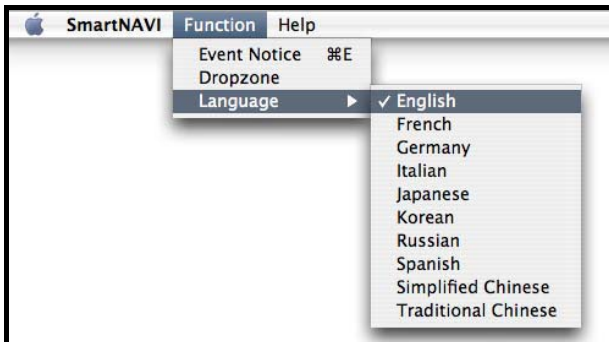 SmartNAVI Function Help
Event Notice ⌘E
Dropzone
Language ▶
✓ English
French
Germany
Italian
Japanese
Korean
Russian
Spanish
Simplified Chinese
Traditional Chinese